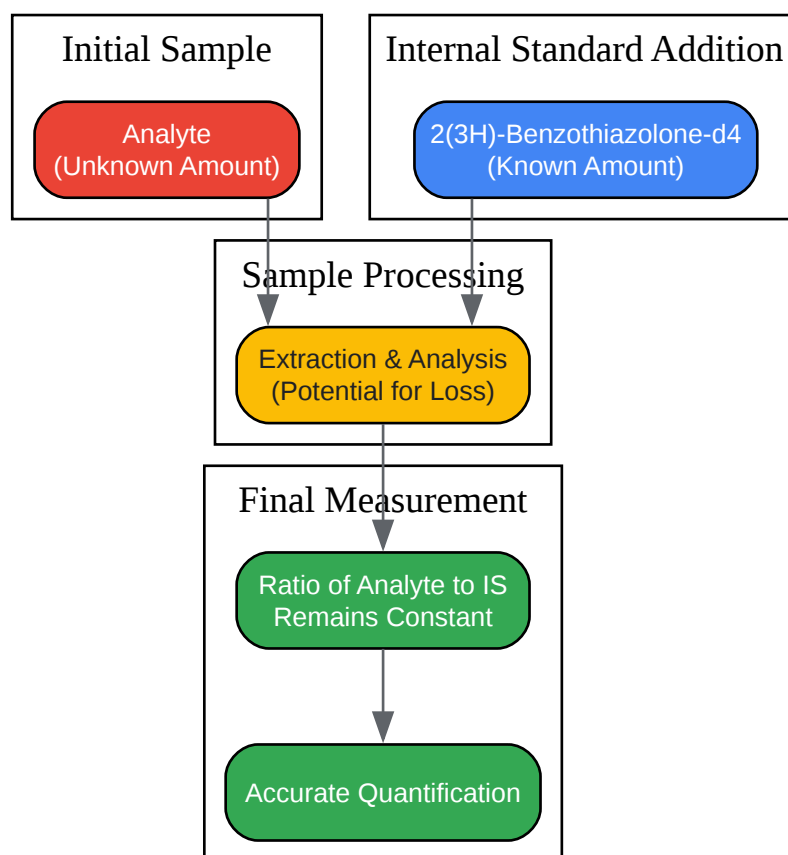 Initial Sample
Internal Standard Addition
Analyte
(Unknown Amount)
2(3H)-Benzothiazolone-d4
(Known Amount)
Sample Processing
Extraction & Analysis
(Potential for Loss)
Final Measurement
Ratio of Analyte to IS
Remains Constant
Accurate Quantification